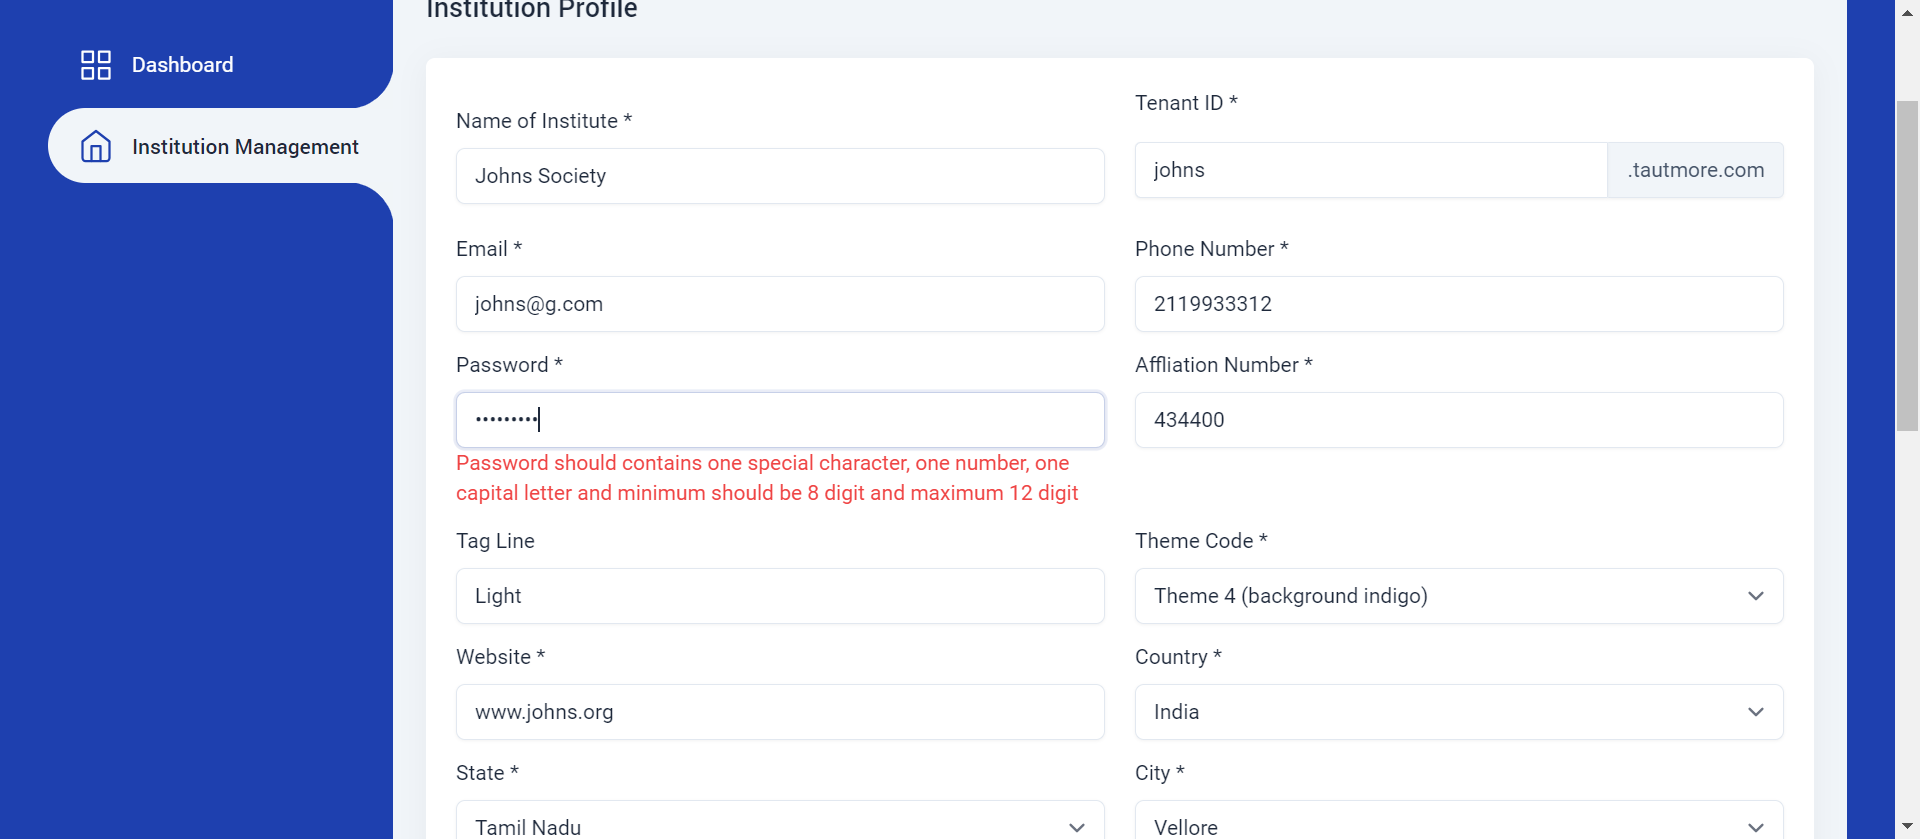 Institution Profile
Dashboard
Institution Management
Name of Institute *
Johns Society
Tenant ID *
johns
.tautmore.com
Email *
johns@g.com
Phone Number *
2119933312
Password *
•••••••••
Affliation Number *
434400
Password should contains one special character, one number, one
capital letter and minimum should be 8 digit and maximum 12 digit
Tag Line
Light
Theme Code *
Theme 4 (background indigo)
Website *
www.johns.org
Country *
India
State *
Tamil Nadu
City *
Vellore